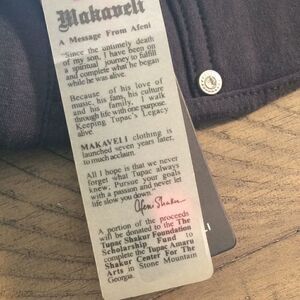 Makaveli
A Message From Afeni
"Since the untimely death
of my son, I have been on
a spiritual journey to fulfill
and complete what he began
while he was alive.
Because of his love of
music, his fans, his culture
and his family, I walk
through life with one purpose.
Keeping Tupac's Legacy
alive
MAKAVELI clothing is
launched seven years later,
to much acclaim.
All I hope is that we never
forget what Tupac always
knew, Pursue your goals
with a passion and never let
life slow you down."
Afeni Shakur
A portion of the proceeds
will be donated to the The
Tupac Shakur Foundation
Scholarship Fund to
complete the Tupac Amaru
Shakur Center For The
Arts in Stone Mountain
Georgia.
LI